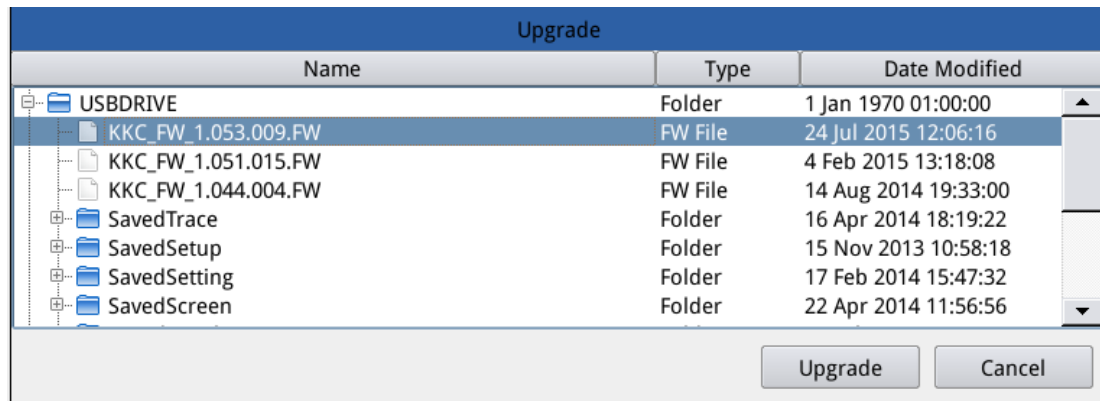 Upgrade
Name Type Date Modified
USBDRIVE Folder 1 Jan 1970 01:00:00
KKC_FW_1.053.009.FW FW File 24 Jul 2015 12:06:16
KKC_FW_1.051.015.FW FW File 4 Feb 2015 13:18:08
KKC_FW_1.044.004.FW FW File 14 Aug 2014 19:33:00
SavedTrace Folder 16 Apr 2014 18:19:22
SavedSetup Folder 15 Nov 2013 10:58:18
SavedSetting Folder 17 Feb 2014 15:47:32
SavedScreen Folder 22 Apr 2014 11:56:56
Upgrade Cancel